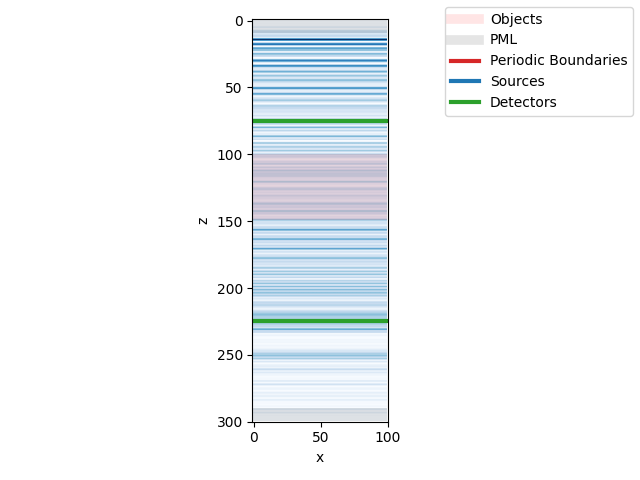 Objects
PML
Periodic Boundaries
Sources
Detectors
0
50
100
150
200
250
300
z
0
50
100
x